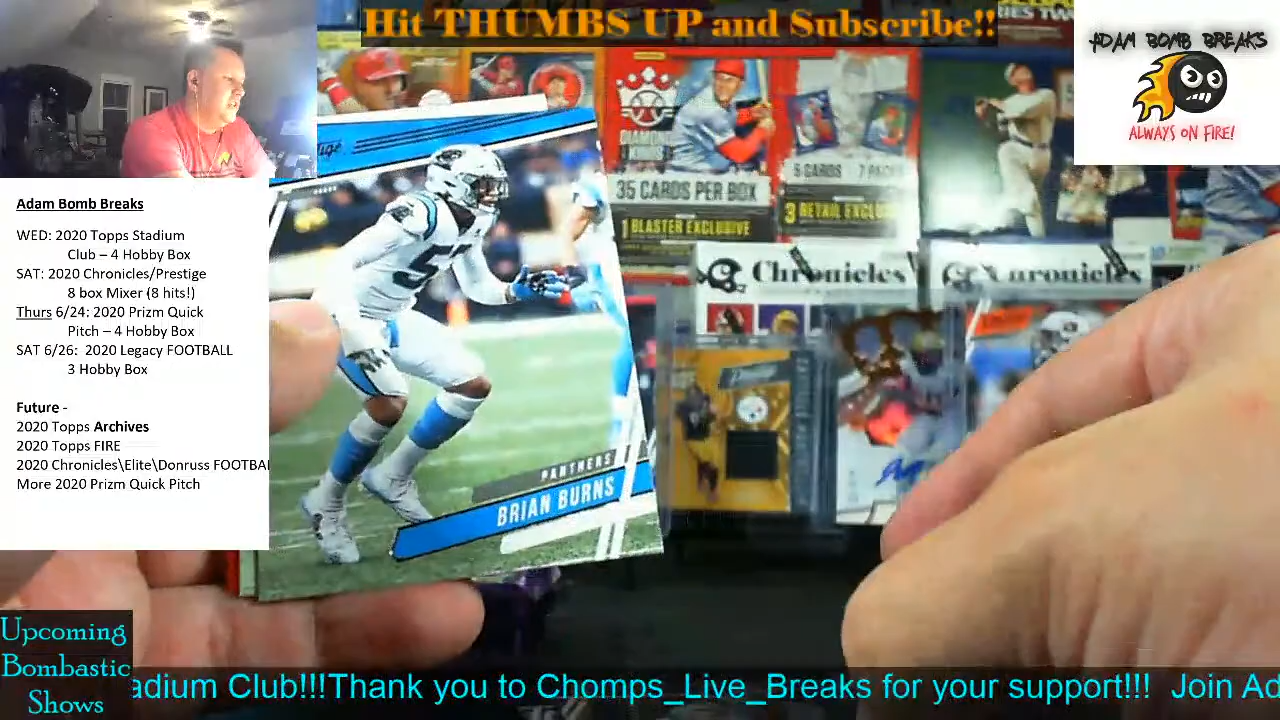 Hit THUMBS UP and Subscribe!!
ADAM BOMB BREAKS
ALWAYS ON FIRE!
Adam Bomb Breaks
WED: 2020 Topps Stadium
Club – 4 Hobby Box
SAT: 2020 Chronicles/Prestige
8 box Mixer (8 hits!)
Thurs 6/24: 2020 Prizm Quick
Pitch – 4 Hobby Box
SAT 6/26: 2020 Legacy FOOTBALL
3 Hobby Box
Future -
2020 Topps Archives
2020 Topps FIRE
2020 Chronicles\Elite\Donruss FOOTBAL
More 2020 Prizm Quick Pitch
Upcoming
Bombastic
Shows
PANTHERS
BRIAN BURNS
DIAMOND
KINGS
35 CARDS PER BOX
1 BLASTER EXCLUSIVE
5 CARDS 7
3 RETAIL
Chronicles
adium Club!!!Thank you to Chomps_Live_Breaks for your support!!! Join Ad